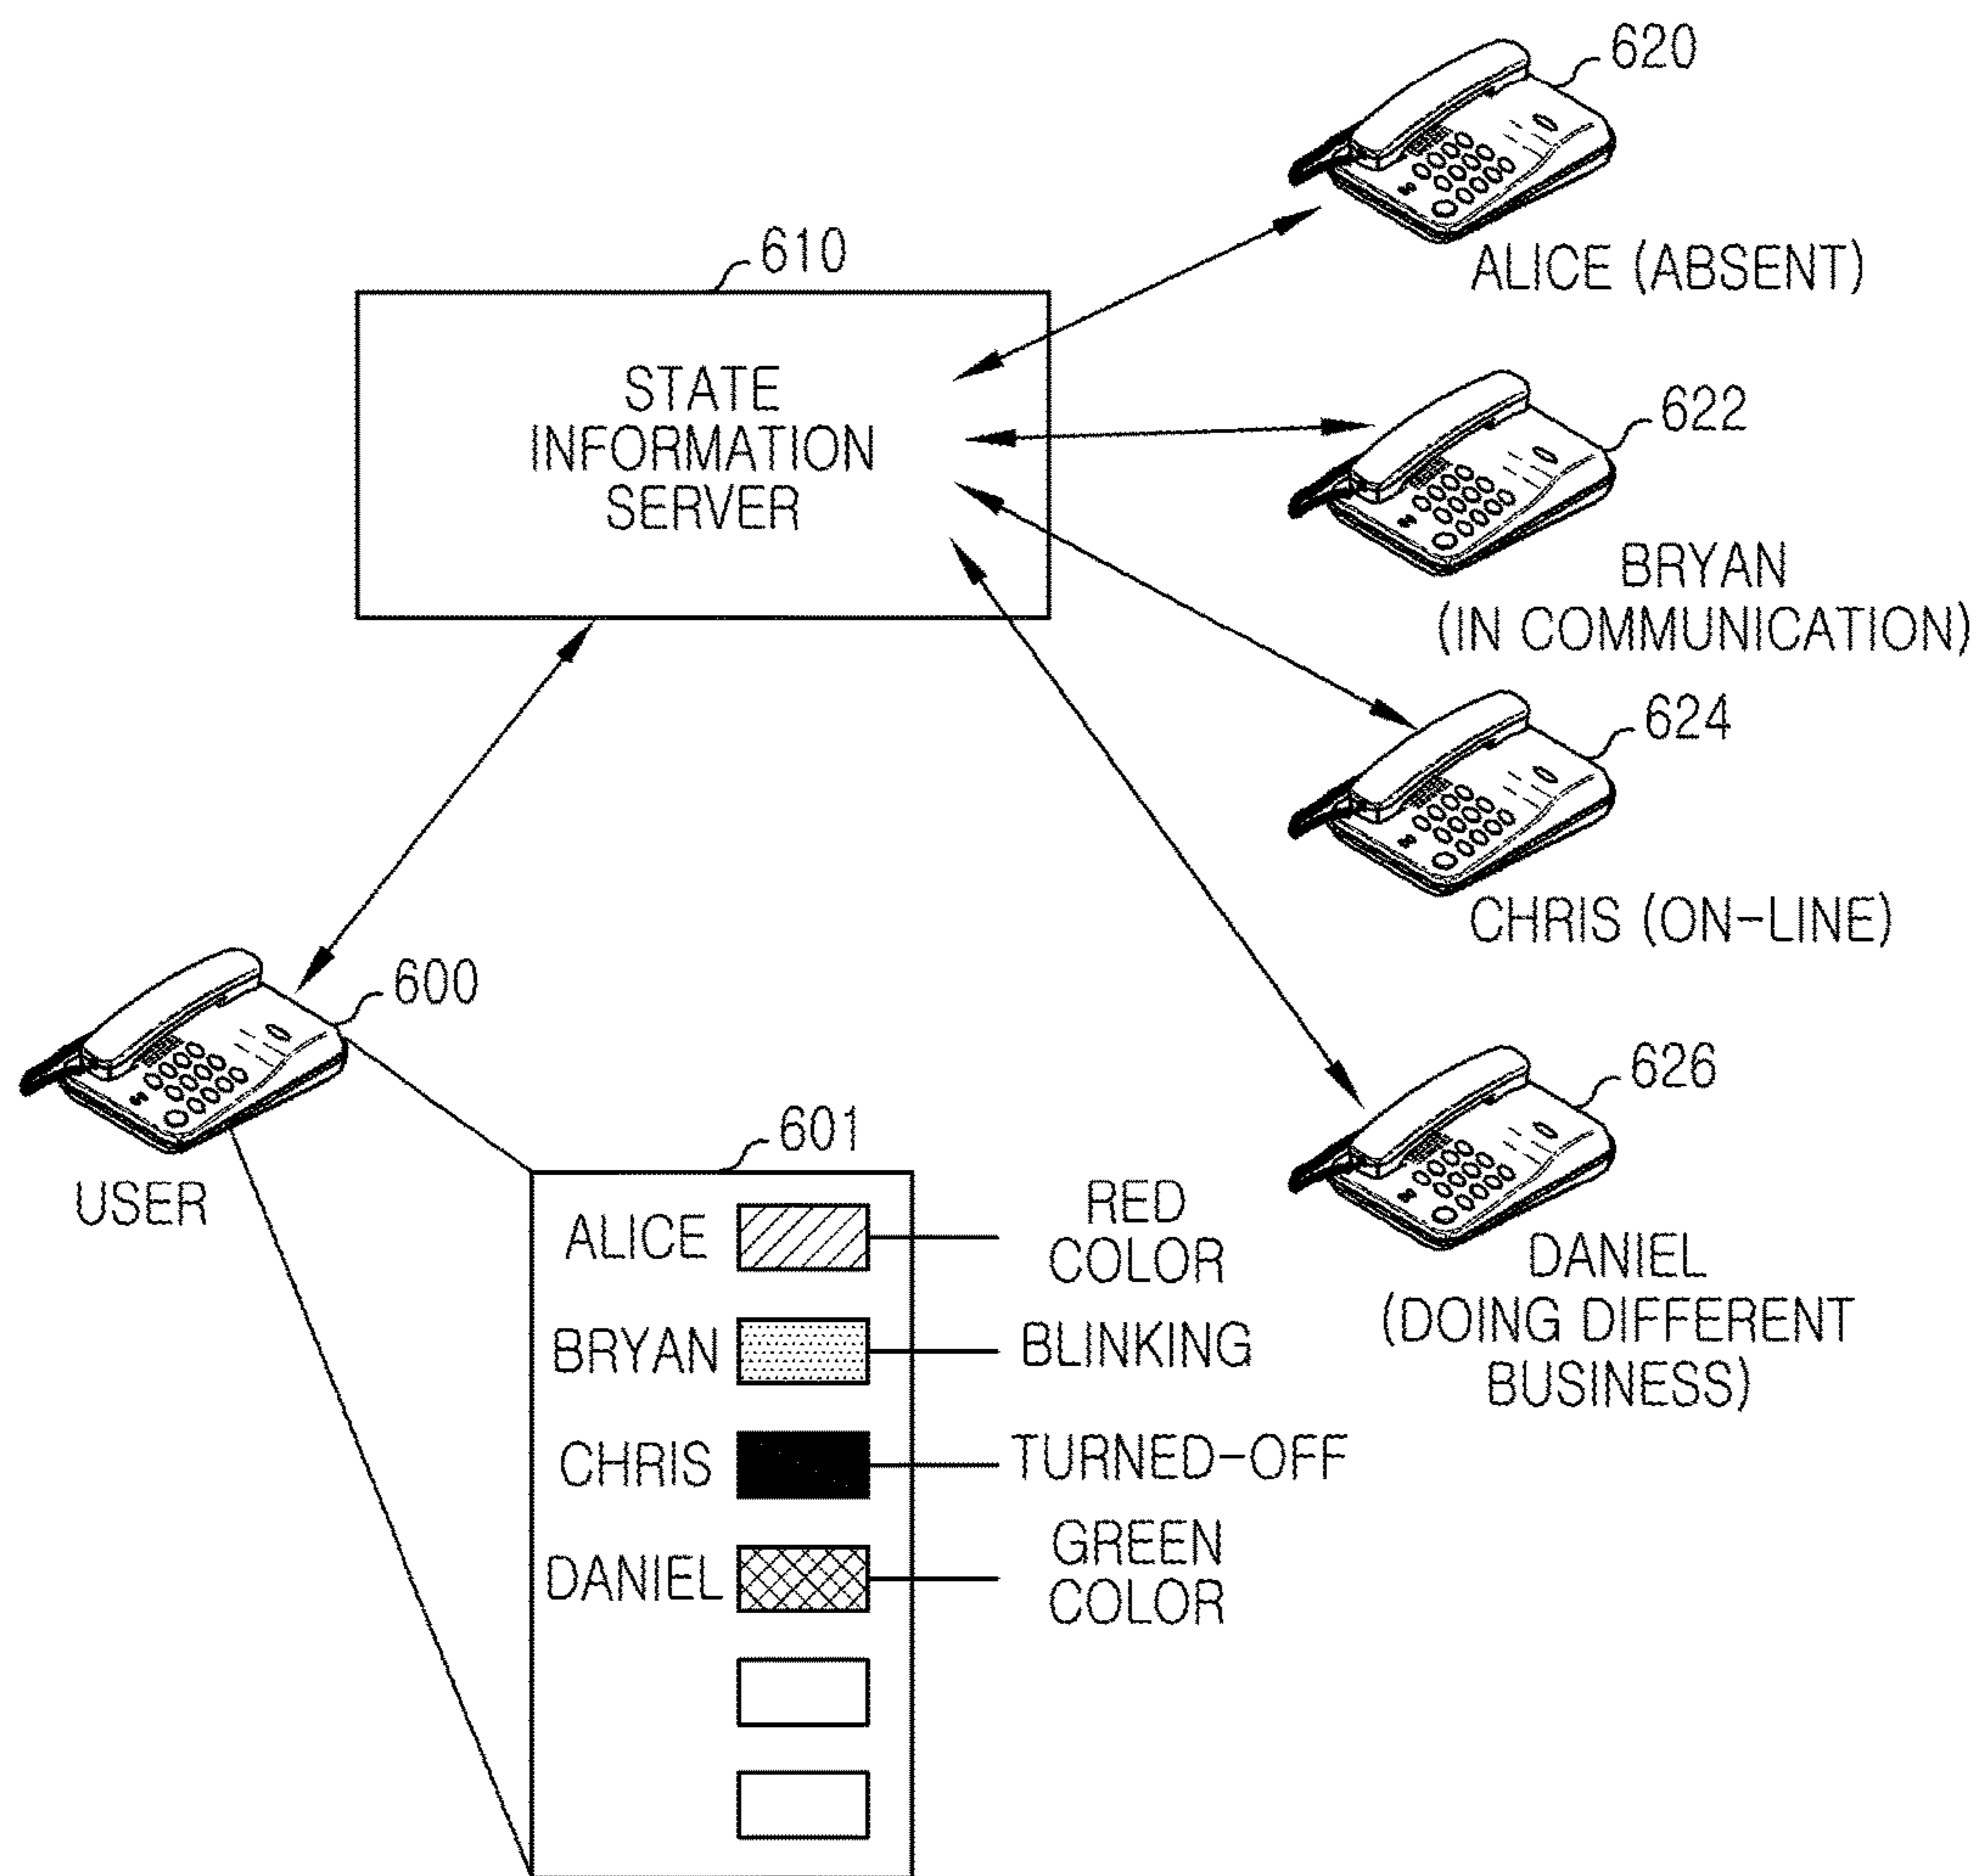 620
ALICE (ABSENT)
610
STATE
INFORMATION
SERVER
622
BRYAN
(IN COMMUNICATION)
624
CHRIS (ON-LINE)
600
USER
626
DANIEL
(DOING DIFFERENT
BUSINESS)
601
ALICE
RED
COLOR
BRYAN
BLINKING
CHRIS
TURNED-OFF
DANIEL
GREEN
COLOR